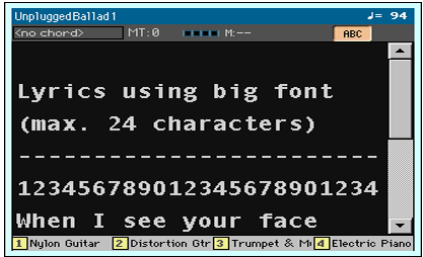 UnpluggedBallad1 ♩= 94
<no chord> MT:0 M:-- ABC
Lyrics using big font
(max. 24 characters)
------------------------
123456789012345678901234
When I see your face
1 Nylon Guitar 2 Distortion Gtr 3 Trumpet & M 4 Electric Piano